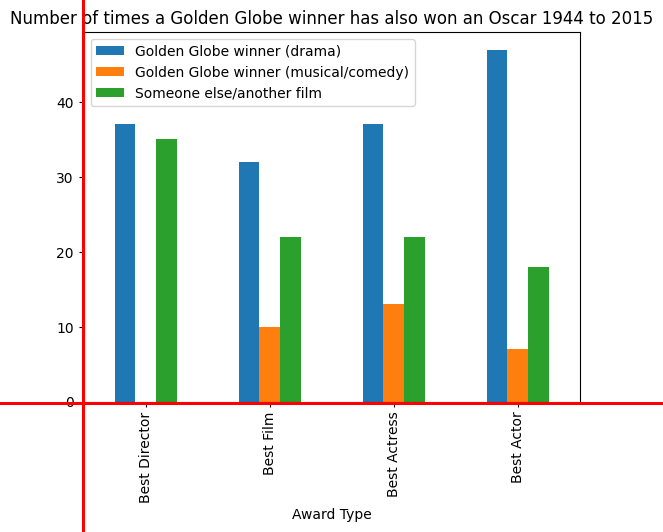 Number of times a Golden Globe winner has also won an Oscar 1944 to 2015
Golden Globe winner (drama)
Golden Globe winner (musical/comedy)
Someone else/another film
40
30
20
10
0
Best Director
Best Film
Best Actress
Best Actor
Award Type